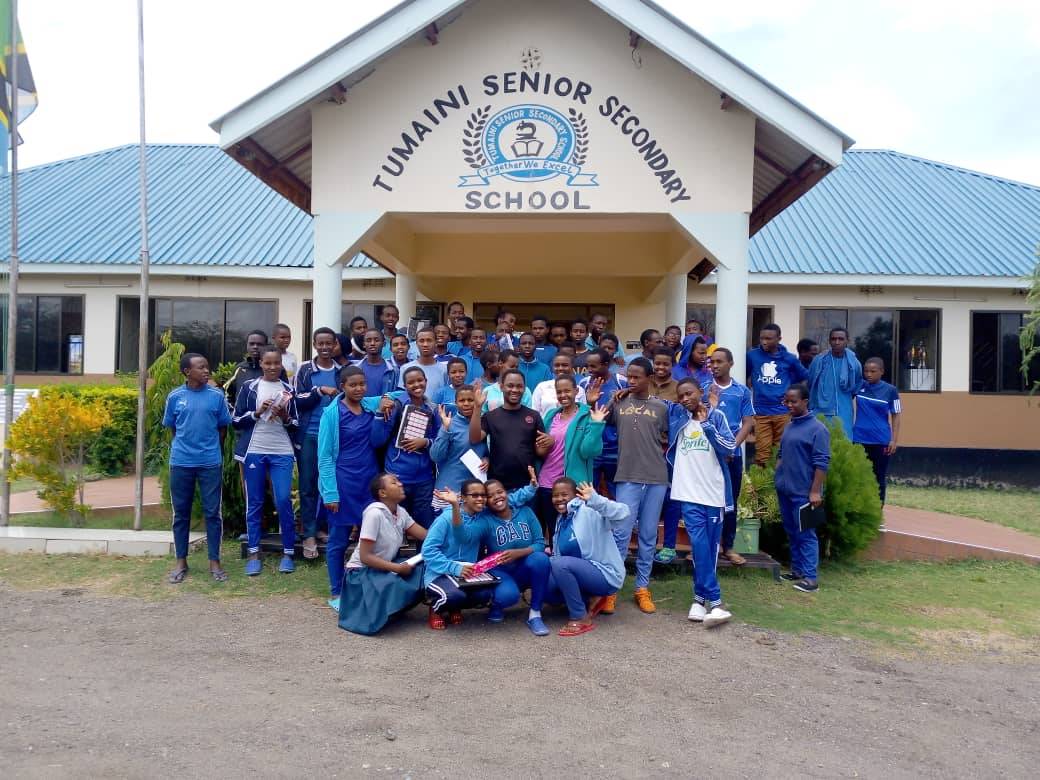 TUMAINI SENIOR SECONDARY
TUMAINI SENIOR SECONDARY SCHOOL
Together We Excel
SCHOOL
Apple
LOCAL
GAP
Sprite